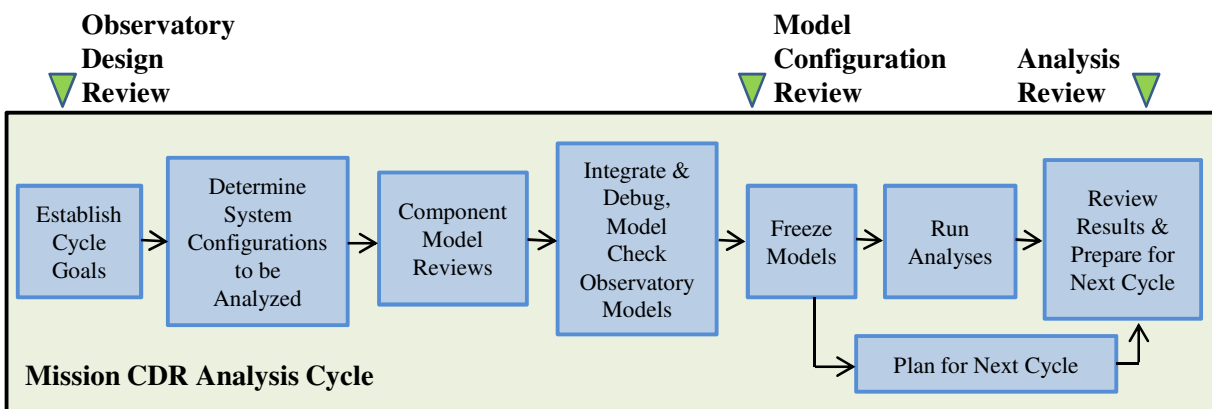 Observatory
Design
Review
Model
Configuration
Review
Analysis
Review
Establish
Cycle
Goals
Determine
System
Configurations
to be
Analyzed
Component
Model
Reviews
Integrate &
Debug,
Model
Check
Observatory
Models
Freeze
Models
Run
Analyses
Review
Results &
Prepare for
Next Cycle
Plan for Next Cycle
Mission CDR Analysis Cycle